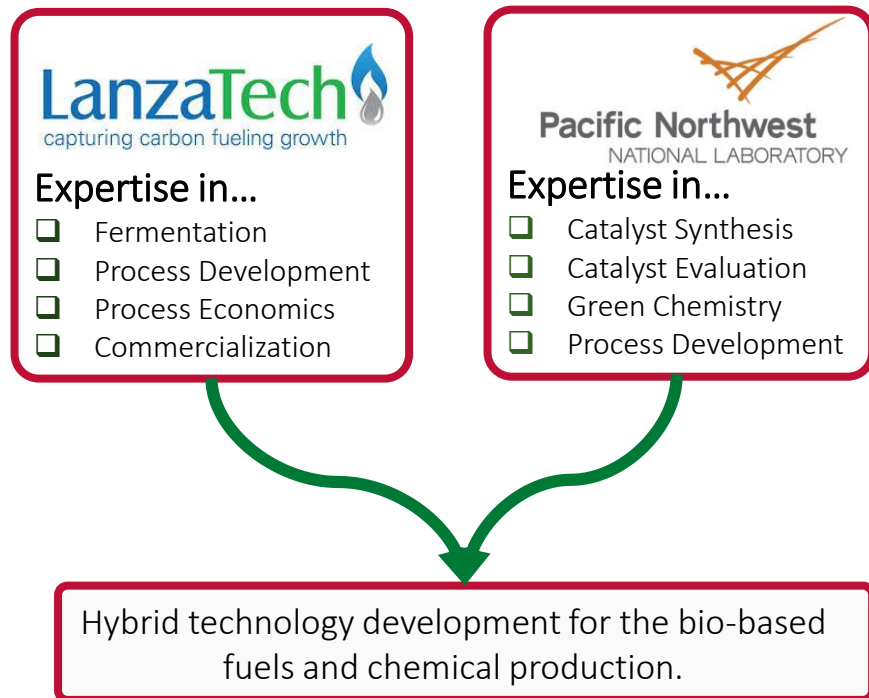 LanzaTech
capturing carbon fueling growth
Expertise in...
Fermentation
Process Development
Process Economics
Commercialization
Pacific Northwest
NATIONAL LABORATORY
Expertise in...
Catalyst Synthesis
Catalyst Evaluation
Green Chemistry
Process Development
Hybrid technology development for the bio-based
fuels and chemical production.